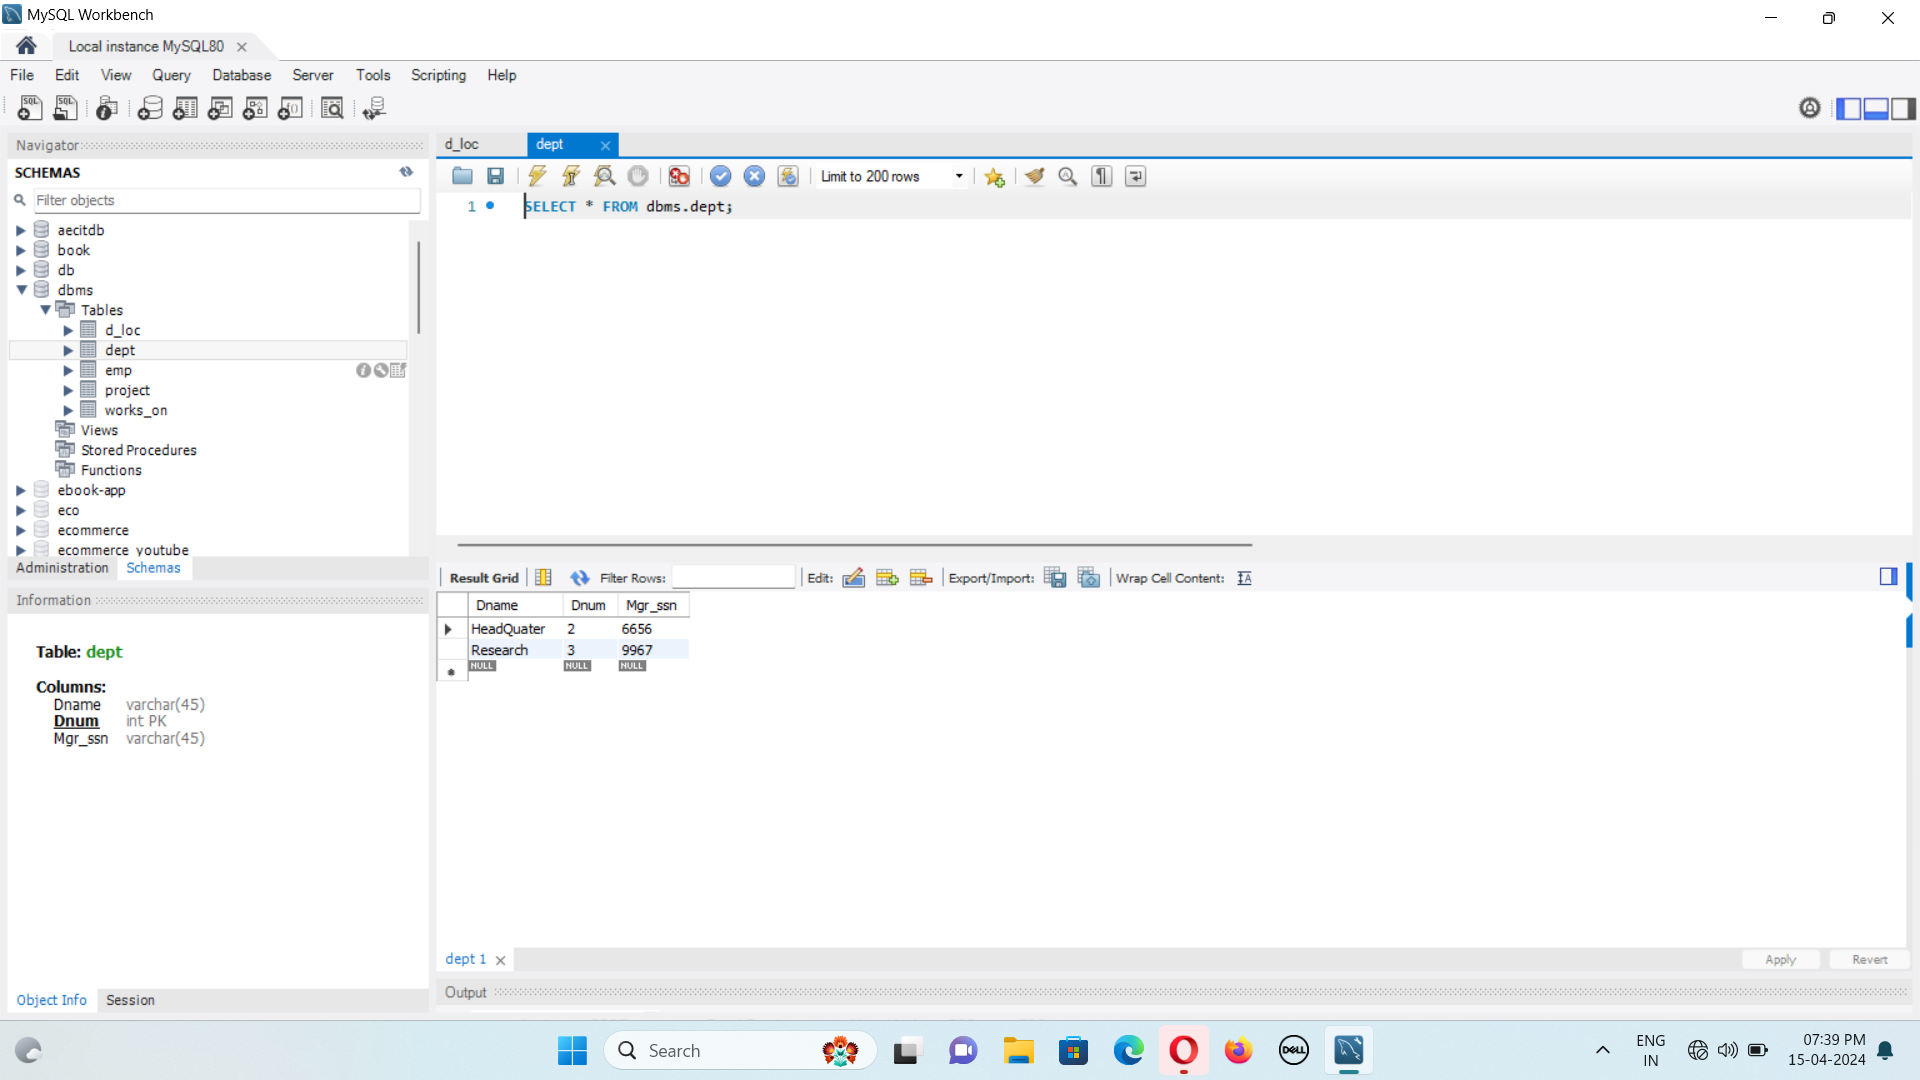 MySQL Workbench
Local instance MySQL80
File Edit View Query Database Server Tools Scripting Help
Navigator
SCHEMAS
Filter objects
aecitdb
book
db
dbms
Tables
d_loc
dept
emp
project
works_on
Views
Stored Procedures
Functions
ebook-app
eco
ecommerce
ecommerce_youtube
Administration Schemas
Information
Table: dept
Columns:
Dname varchar(45)
Dnum int PK
Mgr_ssn varchar(45)
Object Info Session
d_loc dept
Limit to 200 rows
1 SELECT * FROM dbms.dept;
Result Grid Filter Rows: Edit: Export/Import: Wrap Cell Content:
Dname Dnum Mgr_ssn
HeadQuater 2 6656
Research 3 9967
NULL NULL NULL
dept 1
Apply Revert
Output
Search
DELL
ENG
IN
07:39 PM
15-04-2024